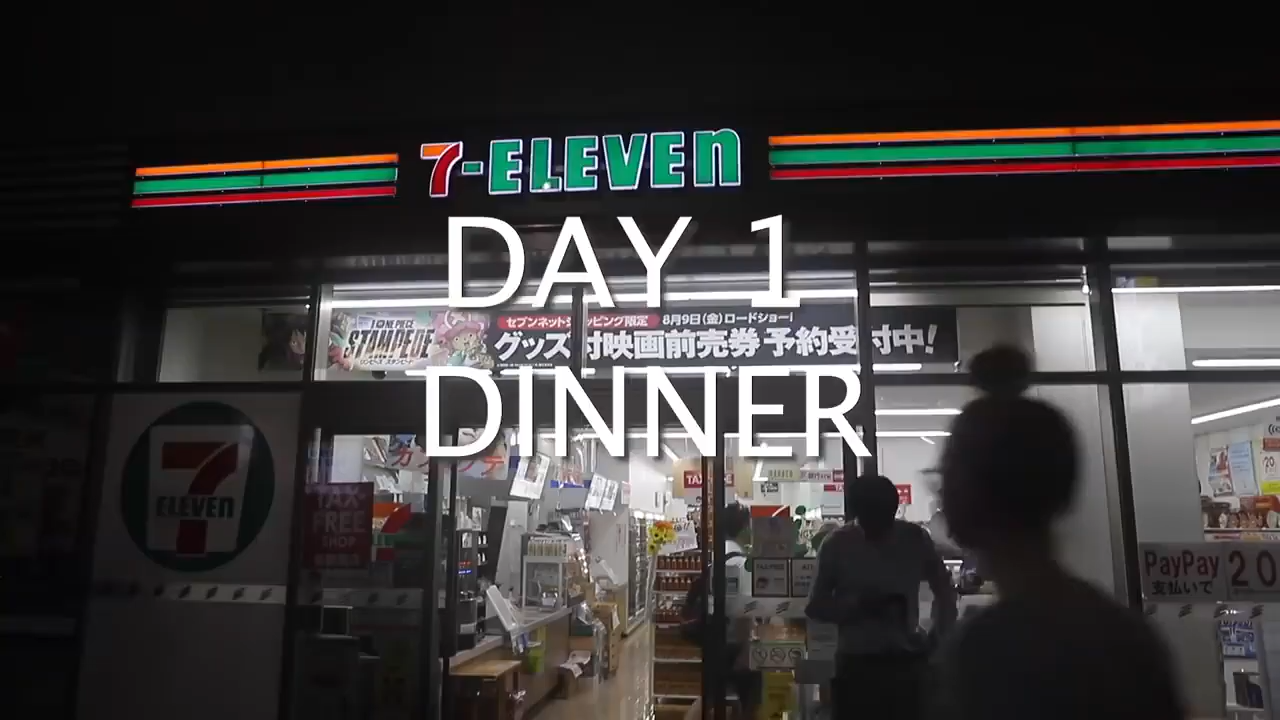 7-ELEVEn
DAY 1
ONE PIECE
STAMPEDE
セブンネットショッピング限定 8月9日(金)ロードショー!
グッズ付映画前売券 予約受付中!
DINNER
7
ELEVEn
TAX
FREE
SHOP
PayPay 20
支払いで